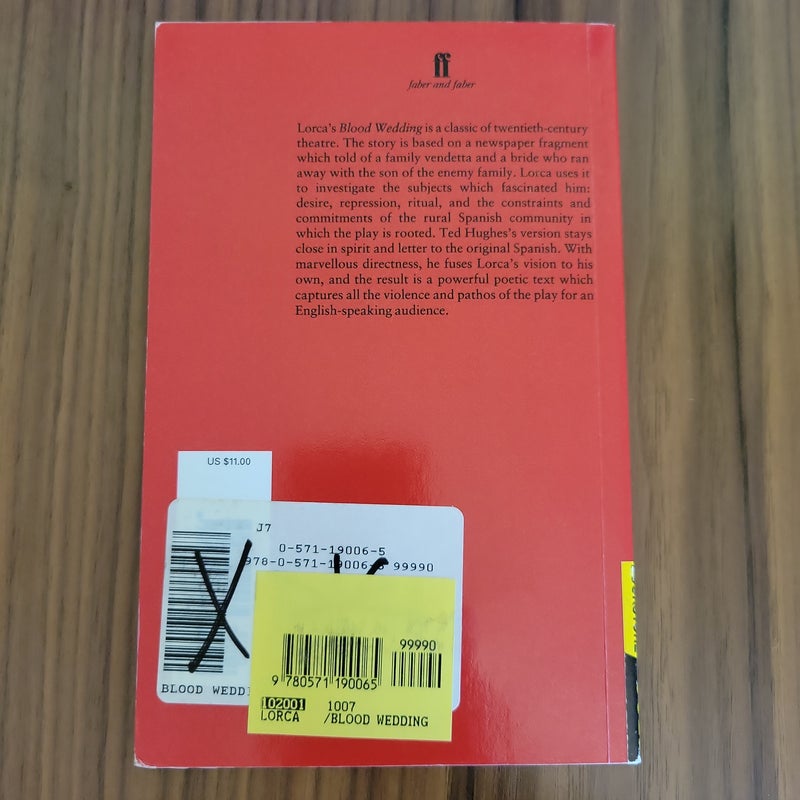 ff
faber and faber
Lorca's Blood Wedding is a classic of twentieth-century
theatre. The story is based on a newspaper fragment
which told of a family vendetta and a bride who ran
away with the son of the enemy family. Lorca uses it
to investigate the subjects which fascinated him:
desire, repression, ritual, and the constraints and
commitments of the rural Spanish community in
which the play is rooted. Ted Hughes's version stays
close in spirit and letter to the original Spanish. With
marvellous directness, he fuses Lorca's vision to his
own, and the result is a powerful poetic text which
captures all the violence and pathos of the play for an
English-speaking audience.
US $11.00
J7
0-571-19006-5
978-0-571-19006- 99990
99990
9 780571 190065
BLOOD WEDD
102001 1007
LORCA /BLOOD WEDDING